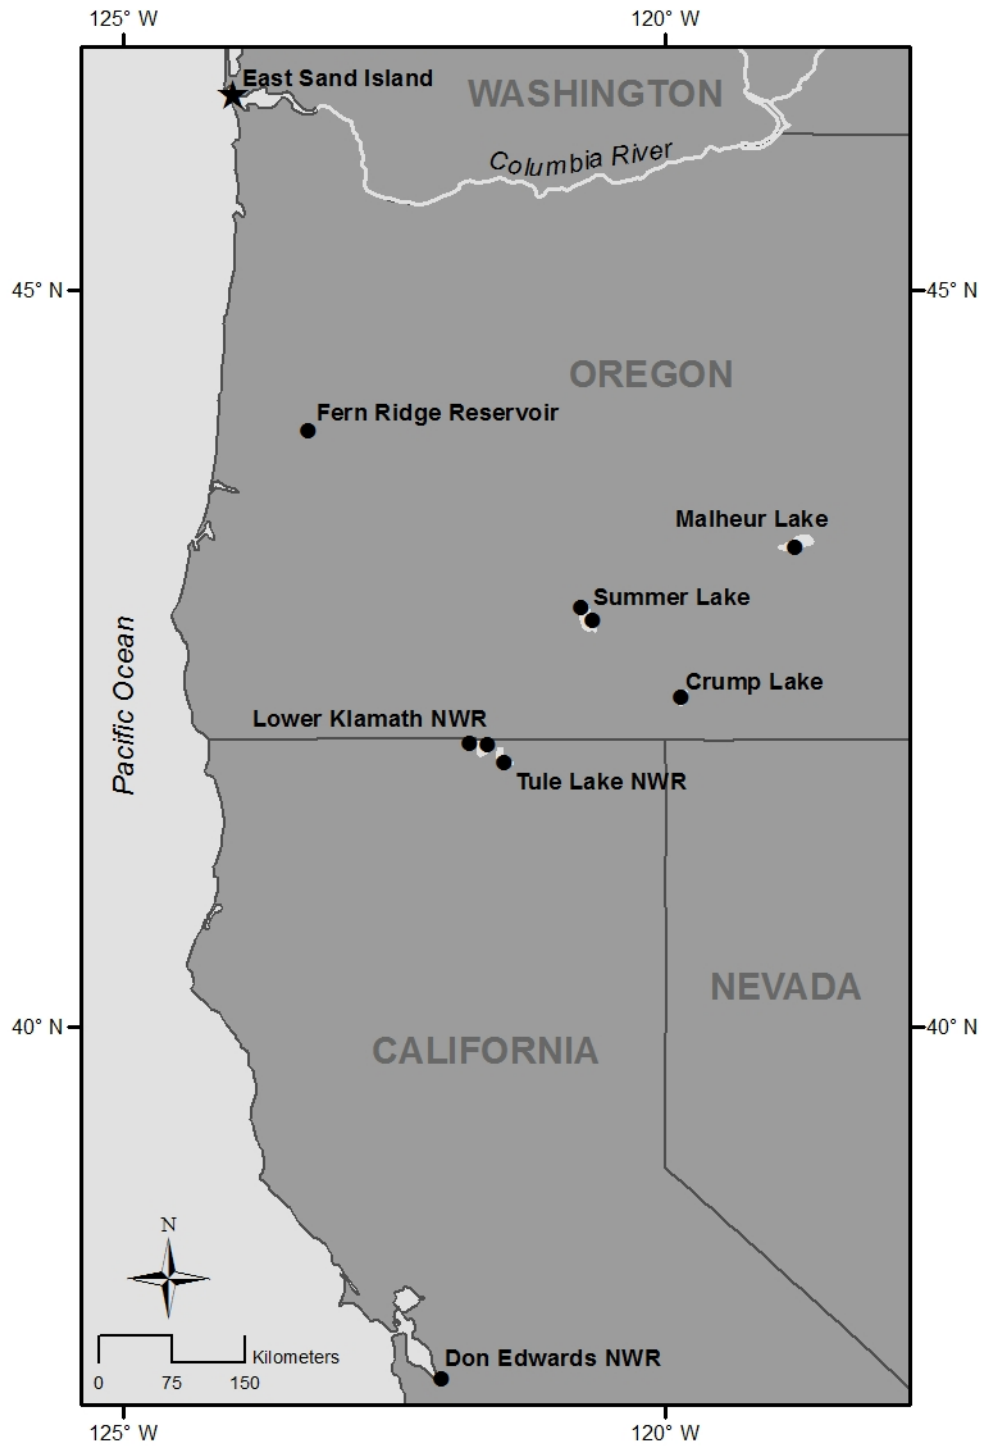 125° W
120° W
East Sand Island
WASHINGTON
Columbia River
45° N
45° N
OREGON
Fern Ridge Reservoir
Malheur Lake
Summer Lake
Pacific Ocean
Crump Lake
Lower Klamath NWR
Tule Lake NWR
NEVADA
40° N
40° N
CALIFORNIA
N
Kilometers
Don Edwards NWR
0
75
150
125° W
120° W